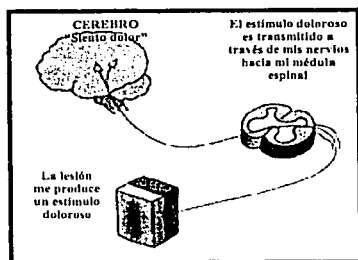 CEREBRO
"Siento dolor"
El estímulo doloroso
es transmitido a
través de mis nervios
hacia mi médula
espinal
La lesión
me produce
un estímulo
doloroso